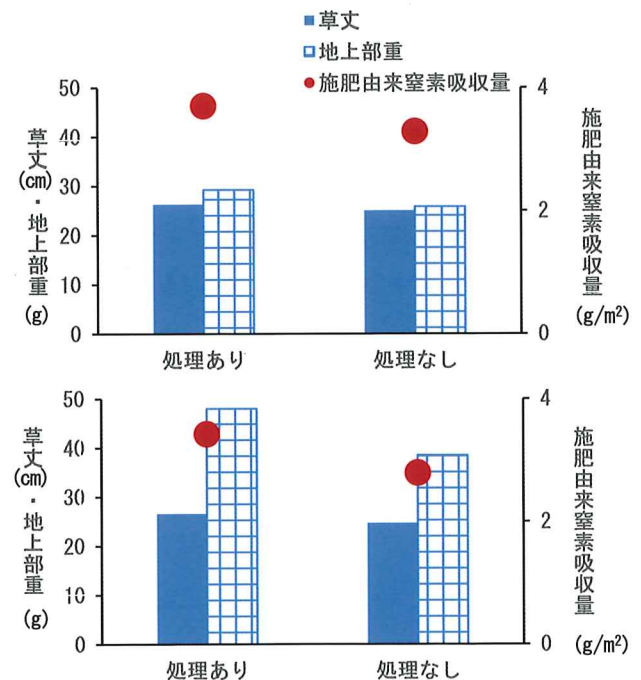 草丈
地上部重
施肥由来窒素吸収量
草丈(cm)・地上部重(g)
50
40
30
20
10
0
4
2
0
施肥由来窒素吸収量(g/m²)
処理あり
処理なし
草丈(cm)・地上部重(g)
50
40
30
20
10
0
4
2
0
施肥由来窒素吸収量(g/m²)
処理あり
処理なし